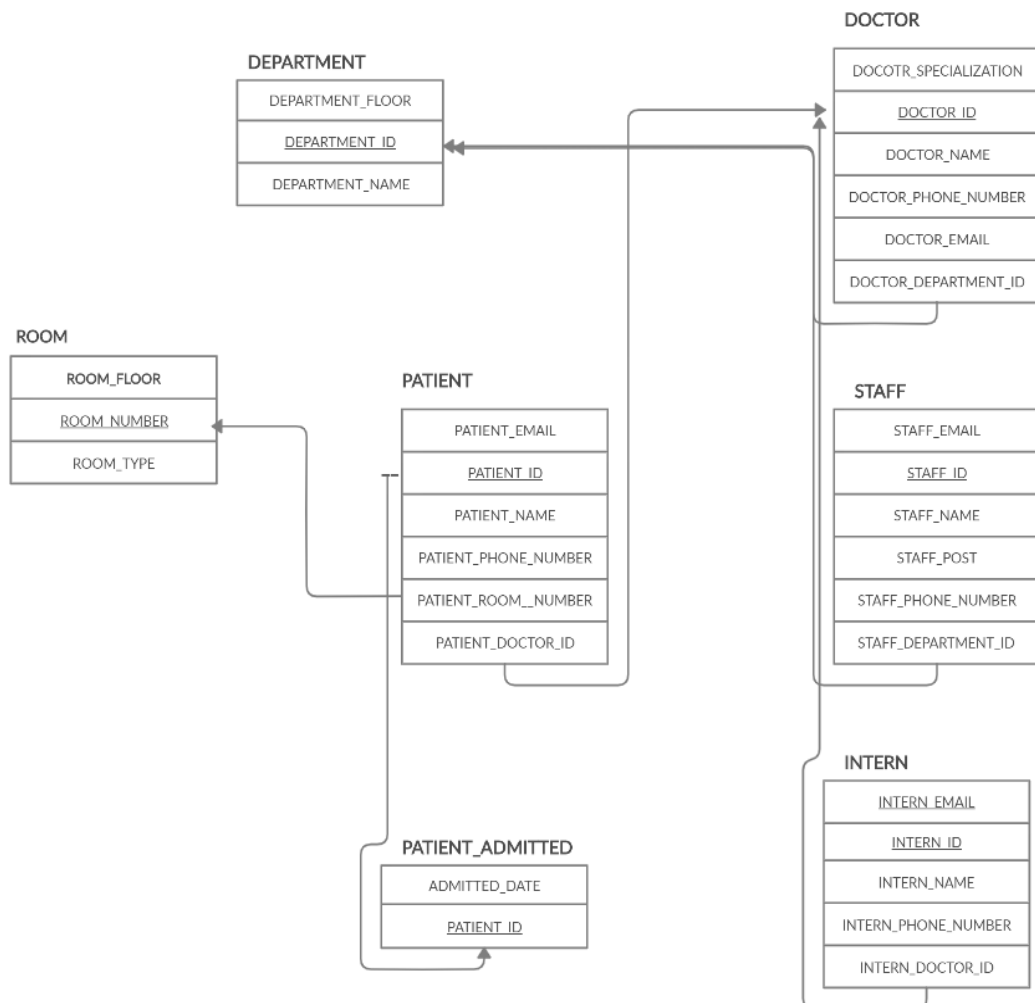 DOCTOR
DOCOTR_SPECIALIZATION
DOCTOR_ID
DOCTOR_NAME
DOCTOR_PHONE_NUMBER
DOCTOR_EMAIL
DOCTOR_DEPARTMENT_ID
DEPARTMENT
DEPARTMENT_FLOOR
DEPARTMENT_ID
DEPARTMENT_NAME
ROOM
ROOM_FLOOR
ROOM_NUMBER
ROOM_TYPE
PATIENT
PATIENT_EMAIL
PATIENT_ID
PATIENT_NAME
PATIENT_PHONE_NUMBER
PATIENT_ROOM__NUMBER
PATIENT_DOCTOR_ID
STAFF
STAFF_EMAIL
STAFF_ID
STAFF_NAME
STAFF_POST
STAFF_PHONE_NUMBER
STAFF_DEPARTMENT_ID
INTERN
INTERN_EMAIL
INTERN_ID
INTERN_NAME
INTERN_PHONE_NUMBER
INTERN_DOCTOR_ID
PATIENT_ADMITTED
ADMITTED_DATE
PATIENT_ID